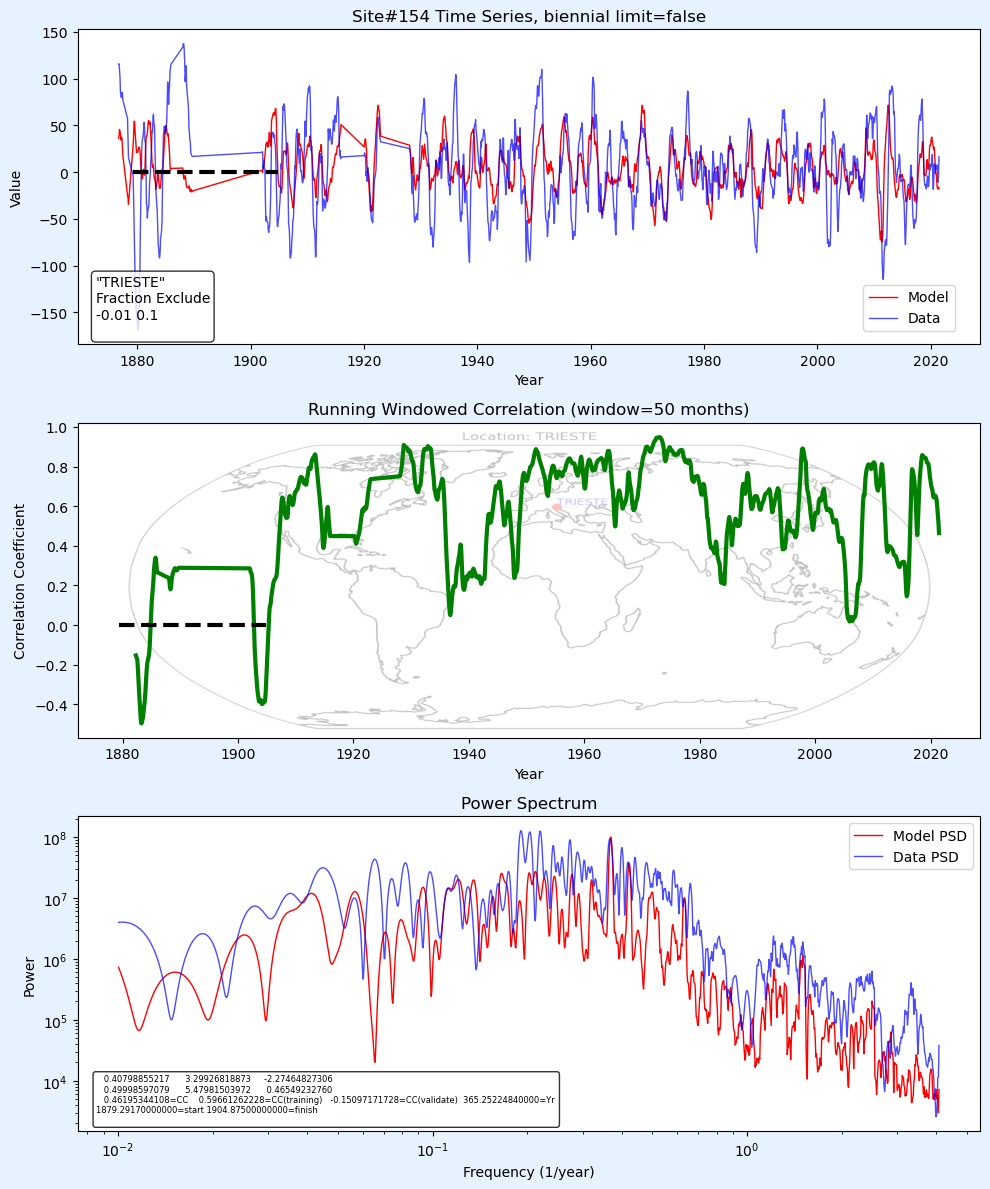 Site#154 Time Series, biennial limit=false
Value
150
100
50
0
−50
−100
−150
"TRIESTE"
Fraction Exclude
-0.01 0.1
Model
Data
1880
1900
1920
1940
1960
1980
2000
2020
Year
Running Windowed Correlation (window=50 months)
Correlation Coefficient
1.0
0.8
0.6
0.4
0.2
0.0
−0.2
−0.4
Location: TRIESTE
TRIESTE
1880
1900
1920
1940
1960
1980
2000
2020
Year
Power Spectrum
Power
10^8
10^7
10^6
10^5
10^4
Model PSD
Data PSD
0.40798855217 3.29926818873 -2.27464827306
0.49998597079 5.47981503972 0.46549232760
0.46195344108=CC 0.59661262228=CC(training) -0.15097171728=CC(validate) 365.25224840000=Yr
1879.29170000000=start 1904.87500000000=finish
10^−2
10^−1
10^0
Frequency (1/year)